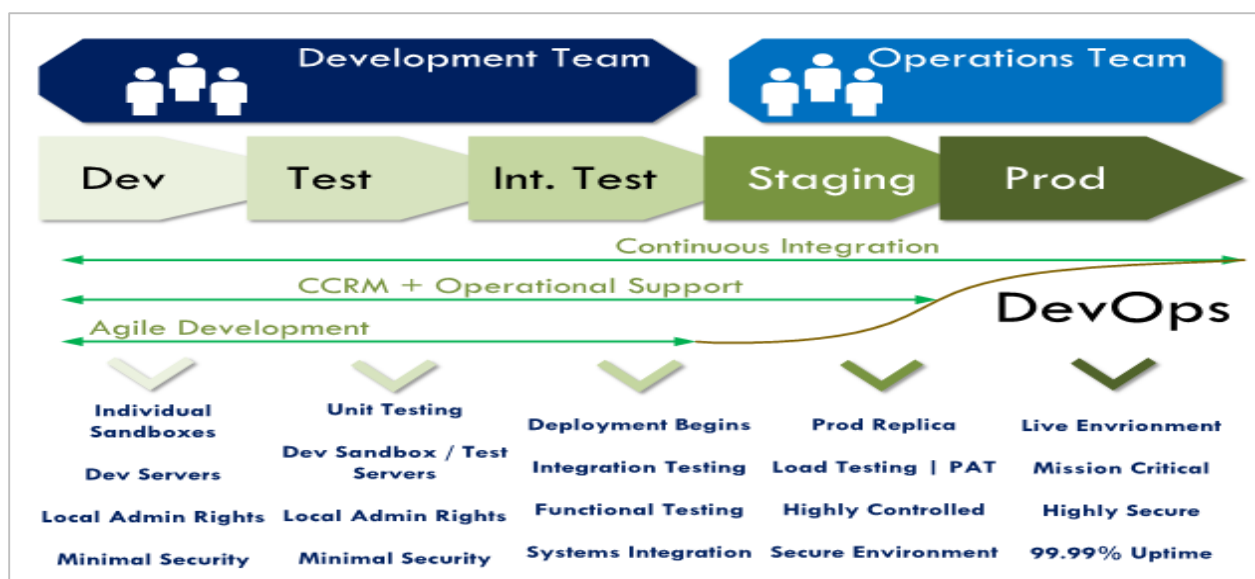 Development Team
Operations Team
Dev
Test
Int. Test
Staging
Prod
Continuous Integration
CCRM + Operational Support
DevOps
Agile Development
Individual
Sandboxes
Dev Servers
Local Admin Rights
Minimal Security
Unit Testing
Dev Sandbox / Test
Servers
Local Admin Rights
Minimal Security
Deployment Begins
Integration Testing
Functional Testing
Systems Integration
Prod Replica
Load Testing | PAT
Highly Controlled
Secure Environment
Live Envrionment
Mission Critical
Highly Secure
99.99% Uptime